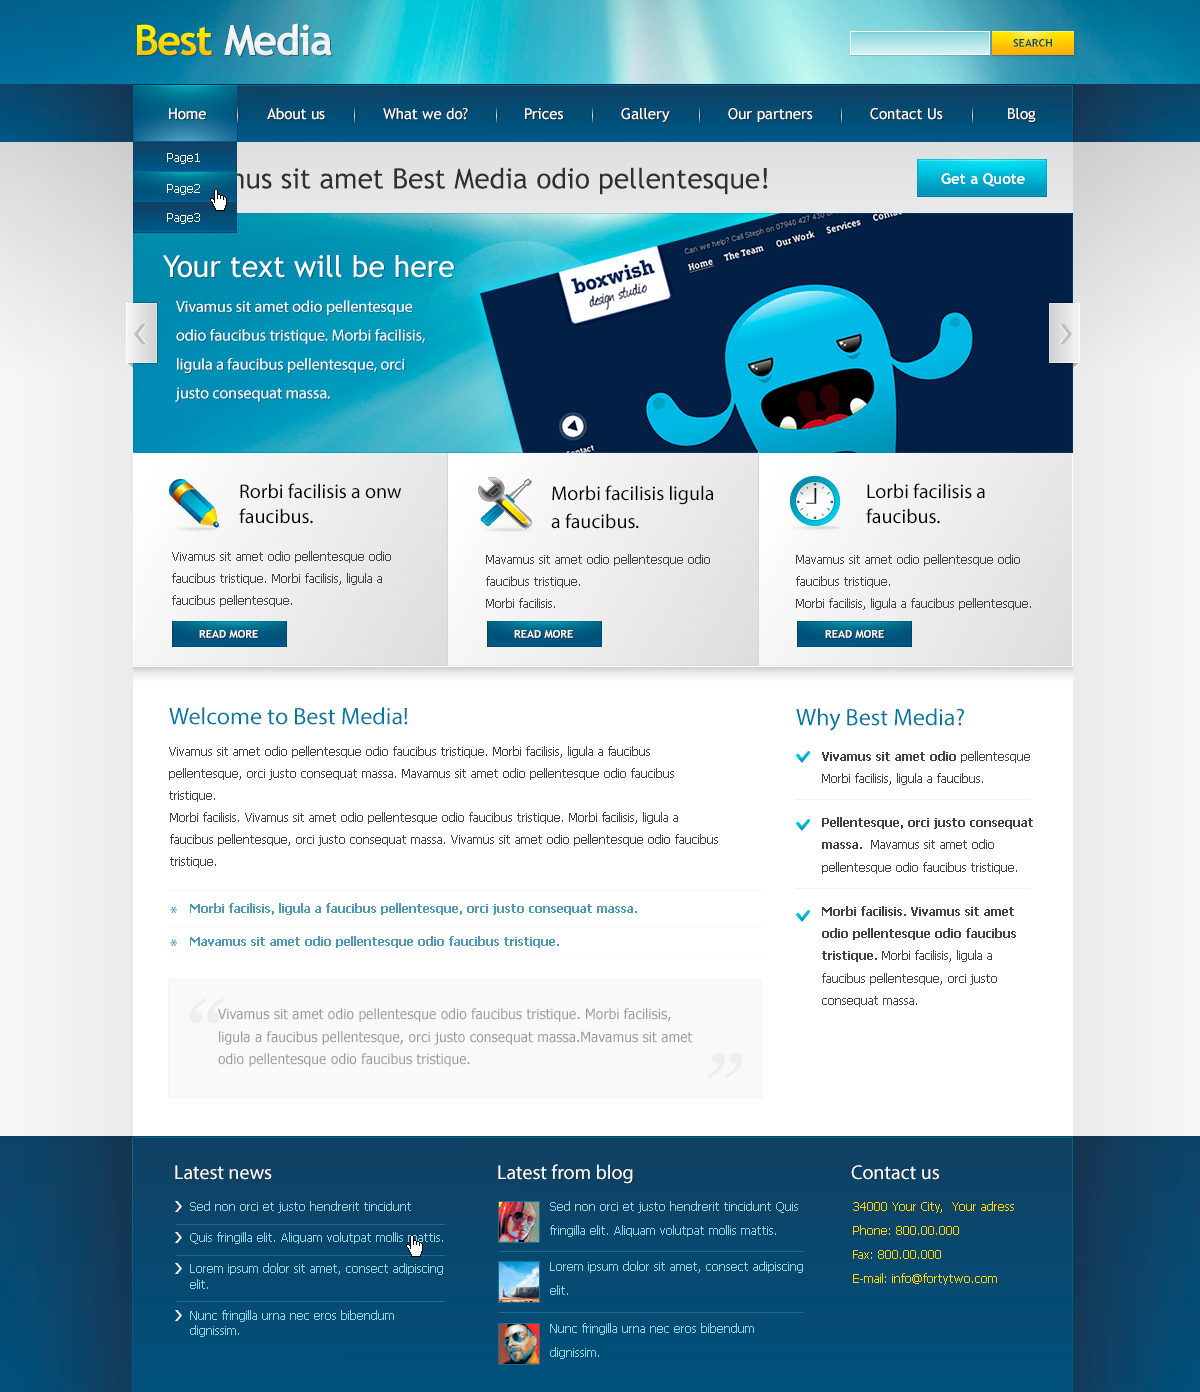 Best Media
SEARCH
Home
About us
What we do?
Prices
Gallery
Our partners
Contact Us
Blog
Page1
Page2
Page3
sit amet Best Media odio pellentesque!
Get a Quote
Your text will be here
Vivamus sit amet odio pellentesque
odio faucibus tristique. Morbi facilisis,
ligula a faucibus pellentesque, orci
justo consequat massa.
boxwish
design studio
Can we help? Call Steph on 07940 427 430
Home
The Team
Our Work
Services
Rorbi facilisis a onw
faucibus.
Vivamus sit amet odio pellentesque odio
faucibus tristique. Morbi facilisis, ligula a
faucibus pellentesque.
READ MORE
Morbi facilisis ligula
a faucibus.
Mavamus sit amet odio pellentesque odio
faucibus tristique.
Morbi facilisis.
READ MORE
Lorbi facilisis a
faucibus.
Mavamus sit amet odio pellentesque odio
faucibus tristique.
Morbi facilisis, ligula a faucibus pellentesque.
READ MORE
Welcome to Best Media!
Vivamus sit amet odio pellentesque odio faucibus tristique. Morbi facilisis, ligula a faucibus
pellentesque, orci justo consequat massa. Mavamus sit amet odio pellentesque odio faucibus
tristique.
Morbi facilisis. Vivamus sit amet odio pellentesque odio faucibus tristique. Morbi facilisis, ligula a
faucibus pellentesque, orci justo consequat massa. Vivamus sit amet odio pellentesque odio faucibus
tristique.
Morbi facilisis, ligula a faucibus pellentesque, orci justo consequat massa.
Mavamus sit amet odio pellentesque odio faucibus tristique.
“Vivamus sit amet odio pellentesque odio faucibus tristique. Morbi facilisis,
ligula a faucibus pellentesque, orci justo consequat massa.Mavamus sit amet
odio pellentesque odio faucibus tristique. ”
Why Best Media?
Vivamus sit amet odio pellentesque
Morbi facilisis, ligula a faucibus.
Pellentesque, orci justo consequat
massa. Mavamus sit amet odio
pellentesque odio faucibus tristique.
Morbi facilisis. Vivamus sit amet
odio pellentesque odio faucibus
tristique. Morbi facilisis, ligula a
faucibus pellentesque, orci justo
consequat massa.
Latest news
Sed non orci et justo hendrerit tincidunt
Quis fringilla elit. Aliquam volutpat mollis mattis.
Lorem ipsum dolor sit amet, consect adipiscing
elit.
Nunc fringilla urna nec eros bibendum
dignissim.
Latest from blog
Sed non orci et justo hendrerit tincidunt Quis
fringilla elit. Aliquam volutpat mollis mattis.
Lorem ipsum dolor sit amet, consect adipiscing
elit.
Nunc fringilla urna nec eros bibendum
dignissim.
Contact us
34000 Your City, Your adress
Phone: 800.00.000
Fax: 800.00.000
E-mail: info@fortytwo.com